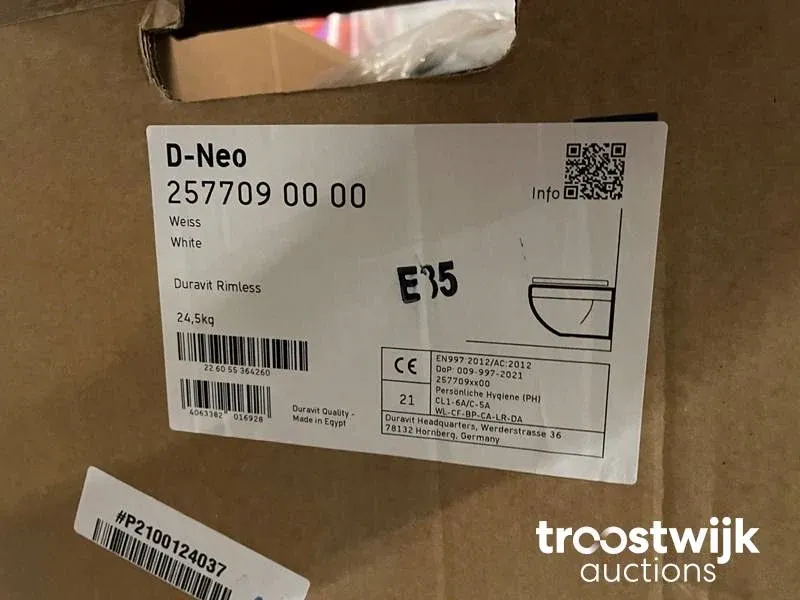 D-Neo
257709 00 00
Weiss
White
Info
Duravit Rimless
E35
24,5kg
22 60 55 364260
4063382 016928
Duravit Quality -
Made in Egypt
CE
21
EN997:2012/AC:2012
DoP: 009-997-2021
257709xx00
Persönliche Hygiene (PH)
CL1-6A/C-5A
WL-CF-BP-CA-LR-DA
Duravit Headquarters, Werderstrasse 36
78132 Hornberg, Germany
#P2100124037
troostwijk
auctions